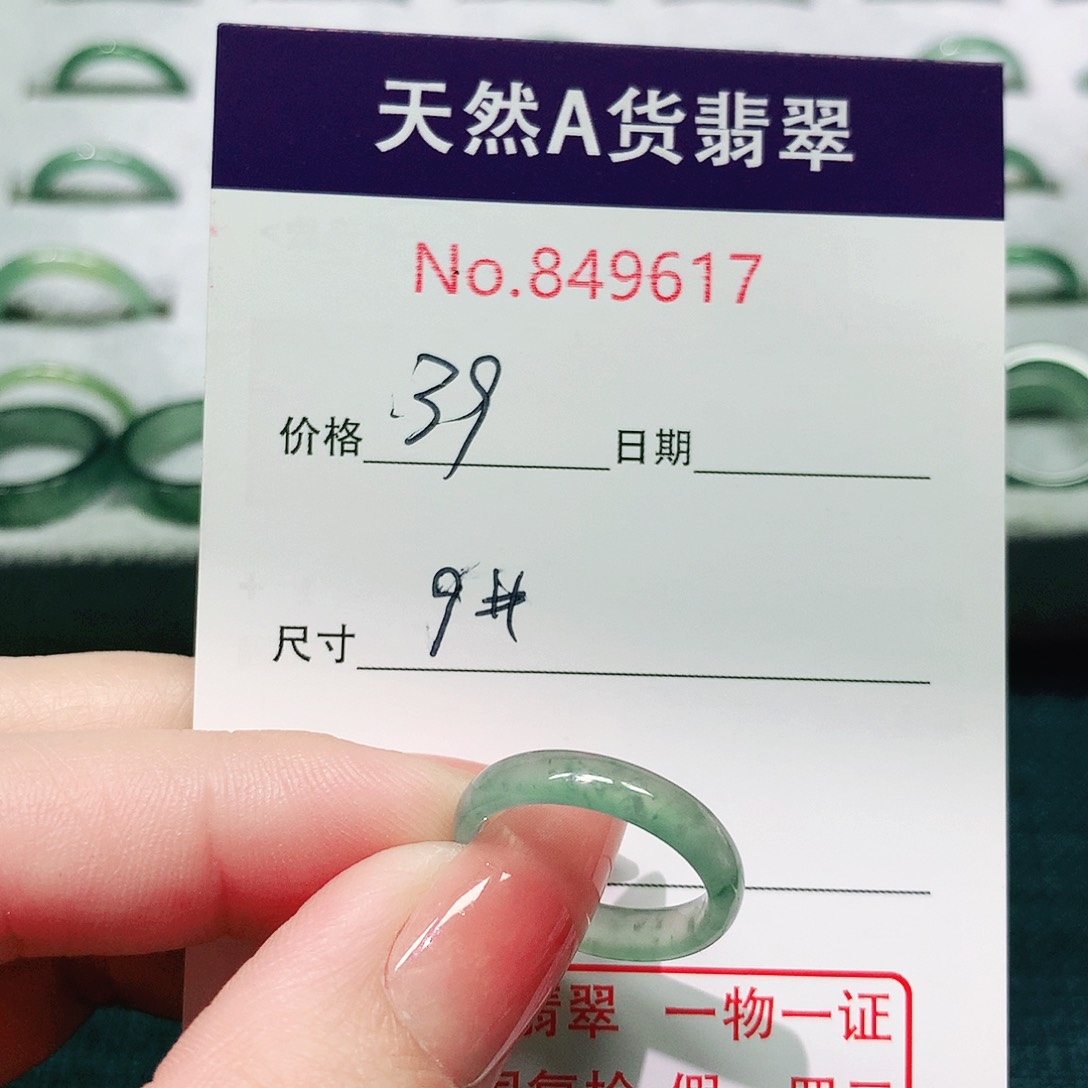 天然A货翡翠
No.849617
价格 39 日期
尺寸 9#
翡翠 一物一证